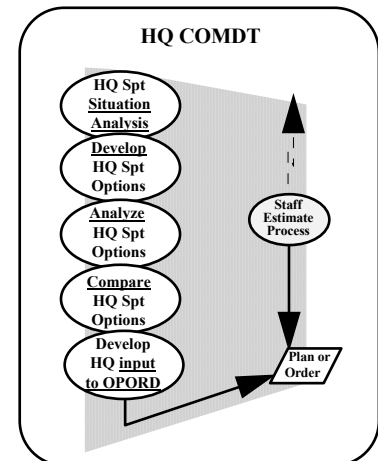 HQ COMDT
HQ Spt
Situation
Analysis
Develop
HQ Spt
Options
Analyze
HQ Spt
Options
Compare
HQ Spt
Options
Develop
HQ input
to OPORD
Staff
Estimate
Process
Plan or
Order